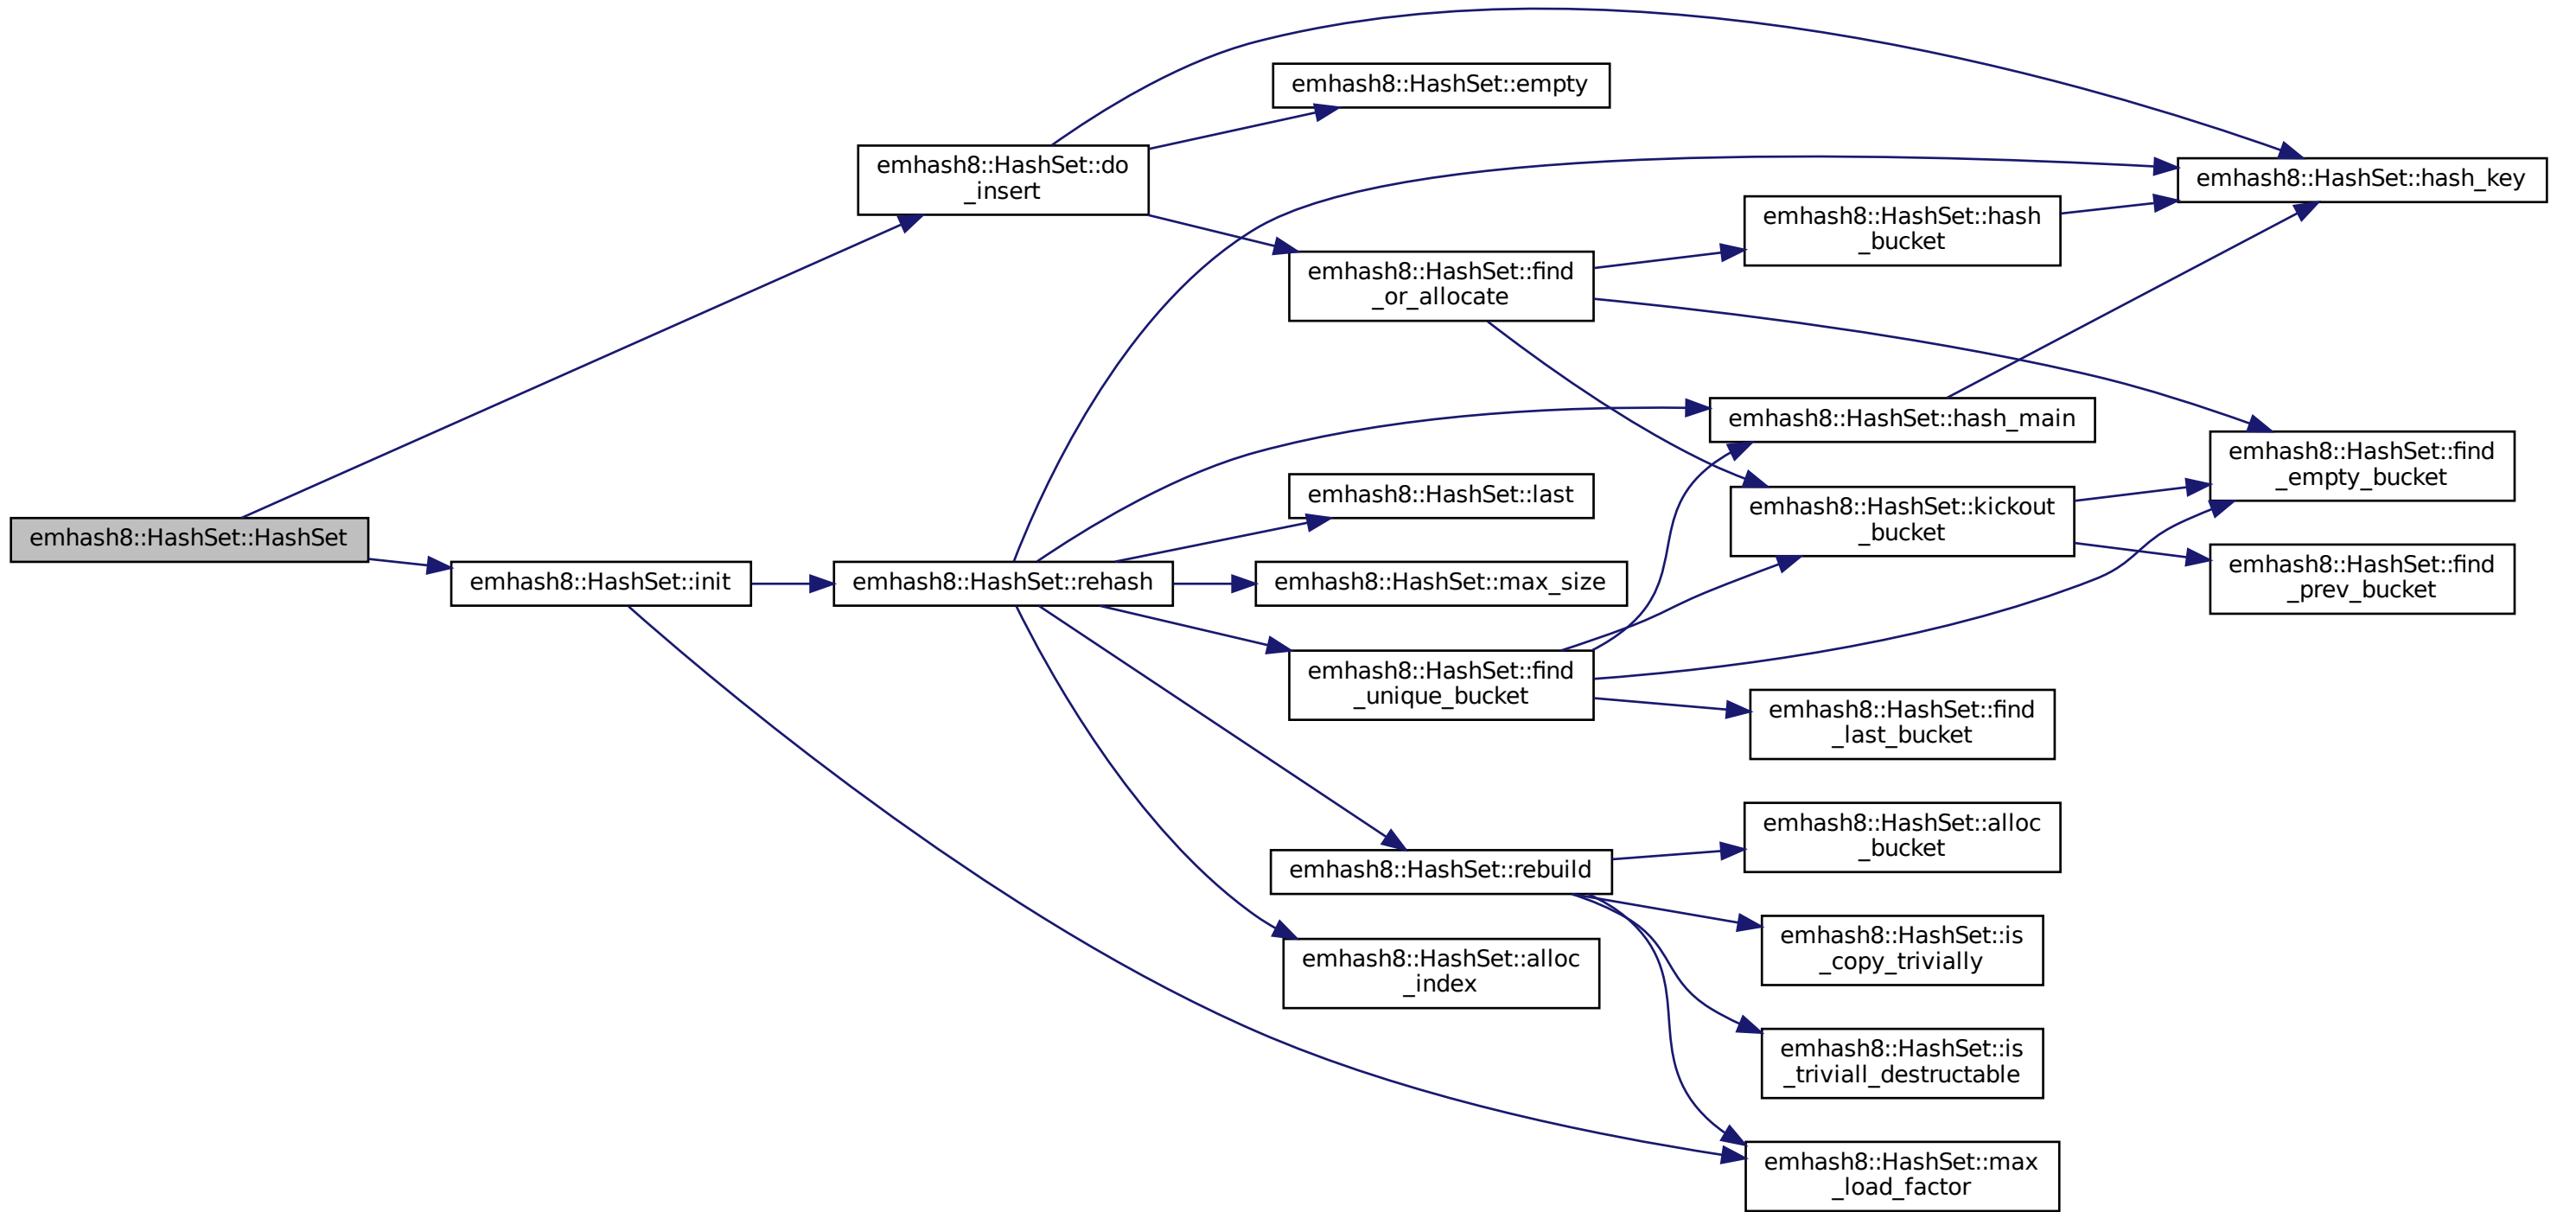 emhash8::HashSet::HashSet
emhash8::HashSet::do
_insert
emhash8::HashSet::init
emhash8::HashSet::rehash
emhash8::HashSet::empty
emhash8::HashSet::find
_or_allocate
emhash8::HashSet::last
emhash8::HashSet::max_size
emhash8::HashSet::find
_unique_bucket
emhash8::HashSet::rebuild
emhash8::HashSet::alloc
_index
emhash8::HashSet::hash
_bucket
emhash8::HashSet::hash_main
emhash8::HashSet::kickout
_bucket
emhash8::HashSet::find
_last_bucket
emhash8::HashSet::alloc
_bucket
emhash8::HashSet::is
_copy_trivially
emhash8::HashSet::is
_triviall_destructable
emhash8::HashSet::max
_load_factor
emhash8::HashSet::hash_key
emhash8::HashSet::find
_empty_bucket
emhash8::HashSet::find
_prev_bucket